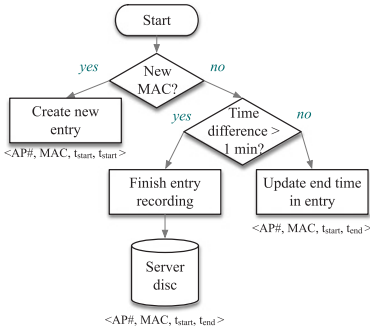 Start
yes
no
New
MAC?
Create new
entry
<AP#, MAC, tstart, tstart>
yes
no
Time
difference >
1 min?
Finish entry
recording
Update end time
in entry
<AP#, MAC, tstart, tend>
Server
disc
<AP#, MAC, tstart, tend>